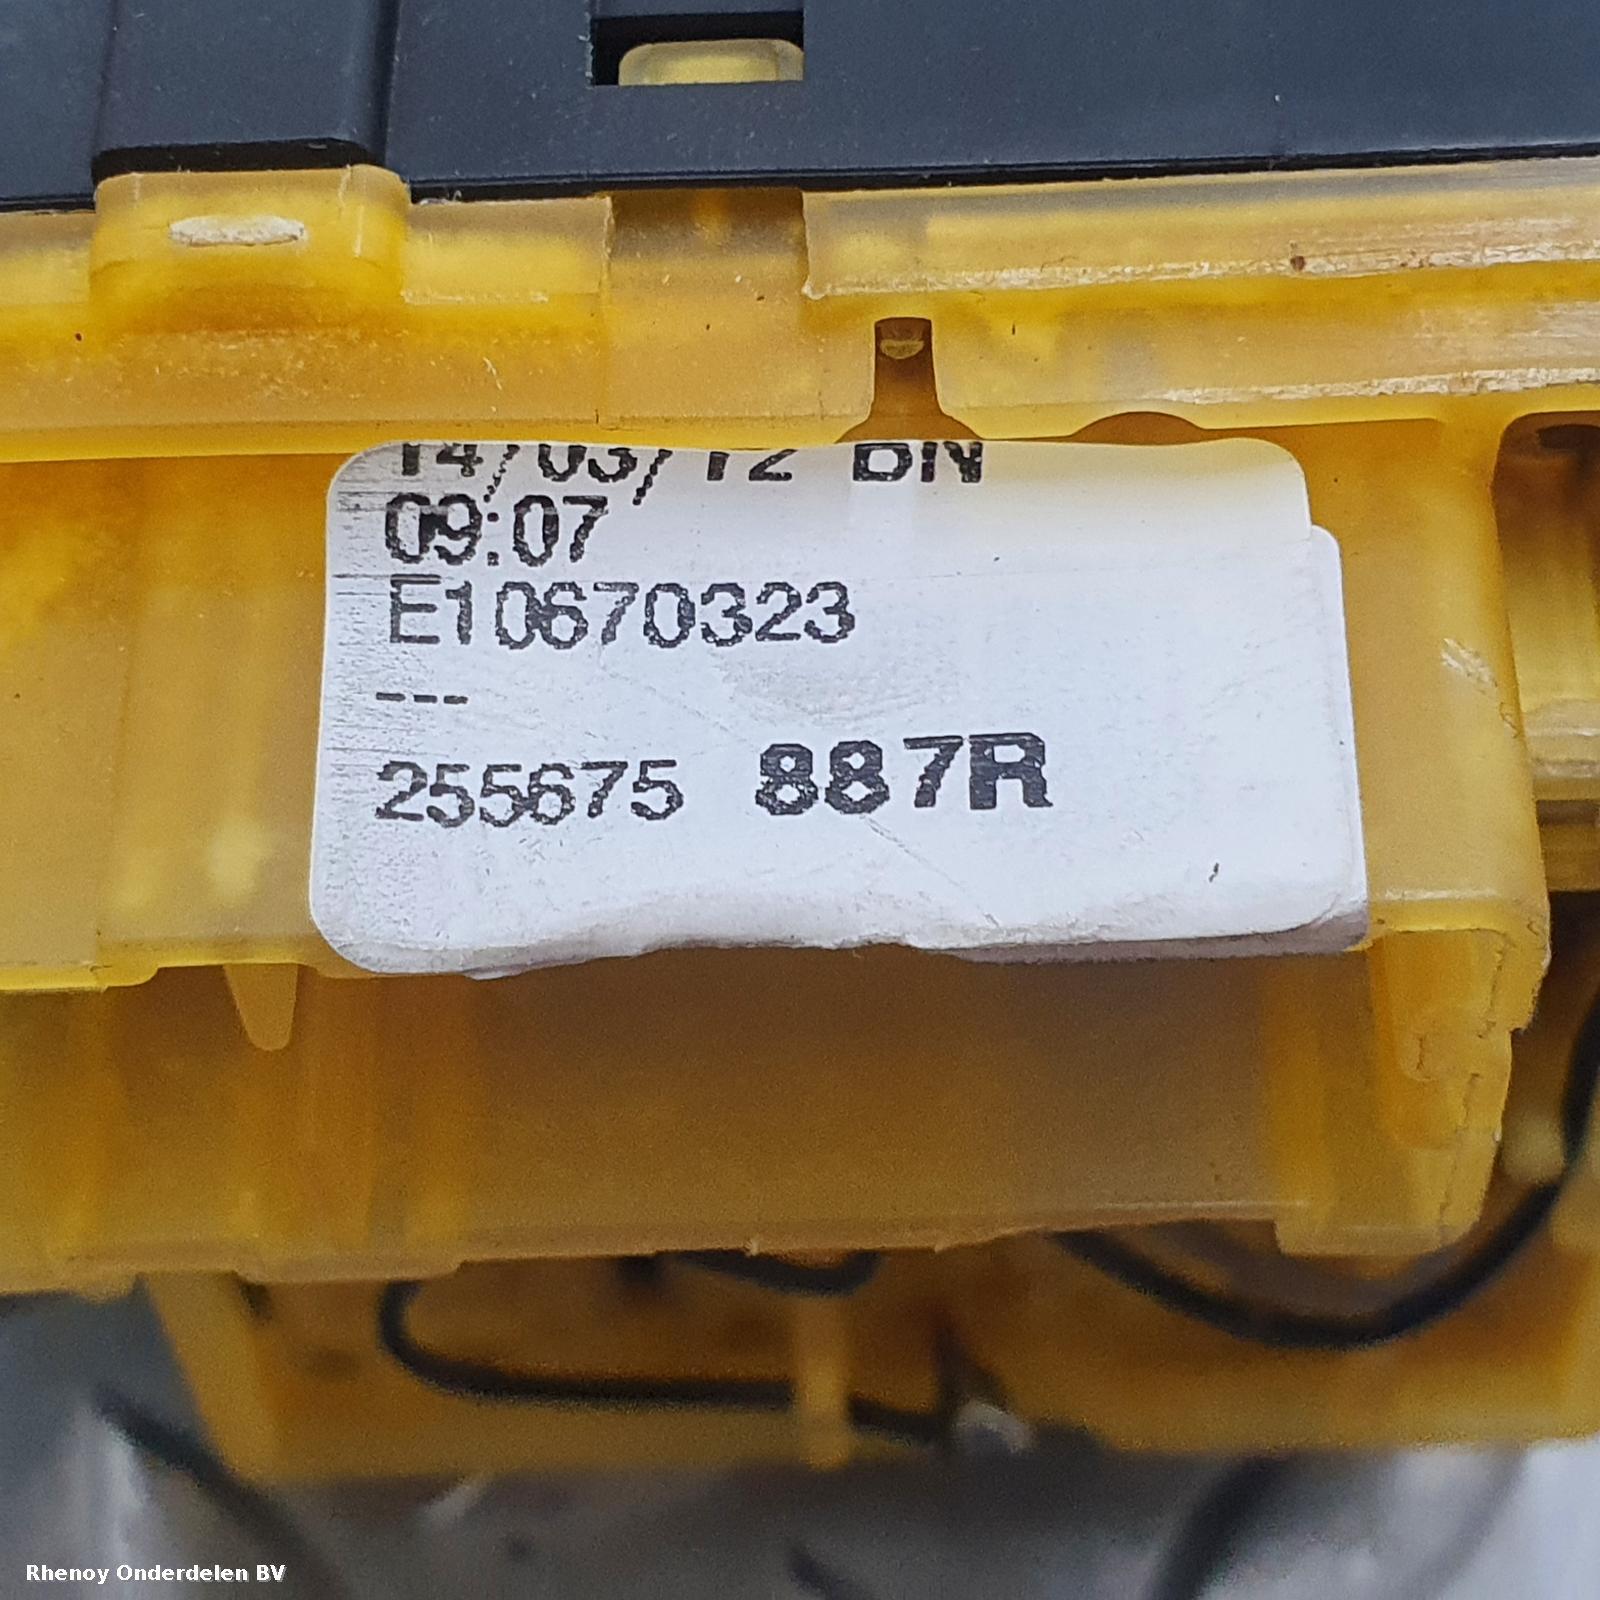 14/03/12 BN
09:07
E10670323
---
255675 887R
Rhenoy Onderdelen BV